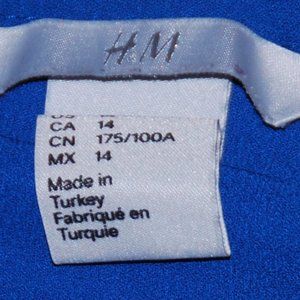 H&M
CA 14
CN 175/100A
MX 14
Made in
Turkey
Fabriqué en
Turquie